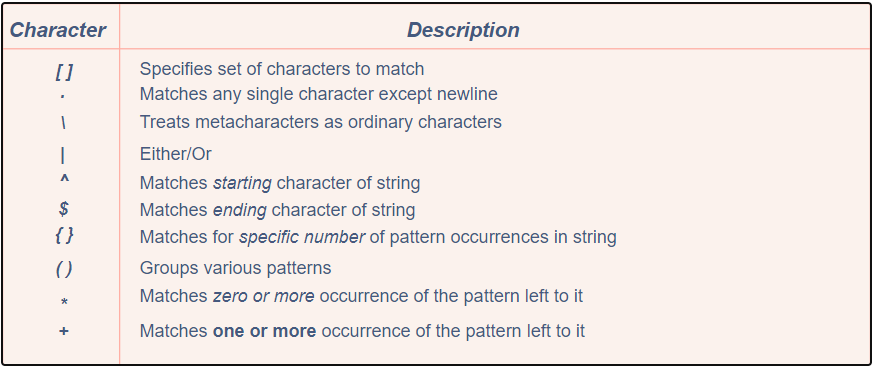 Character Description
[ ] Specifies set of characters to match
. Matches any single character except newline
\ Treats metacharacters as ordinary characters
| Either/Or
^ Matches starting character of string
$ Matches ending character of string
{ } Matches for specific number of pattern occurrences in string
( ) Groups various patterns
* Matches zero or more occurrence of the pattern left to it
+ Matches one or more occurrence of the pattern left to it